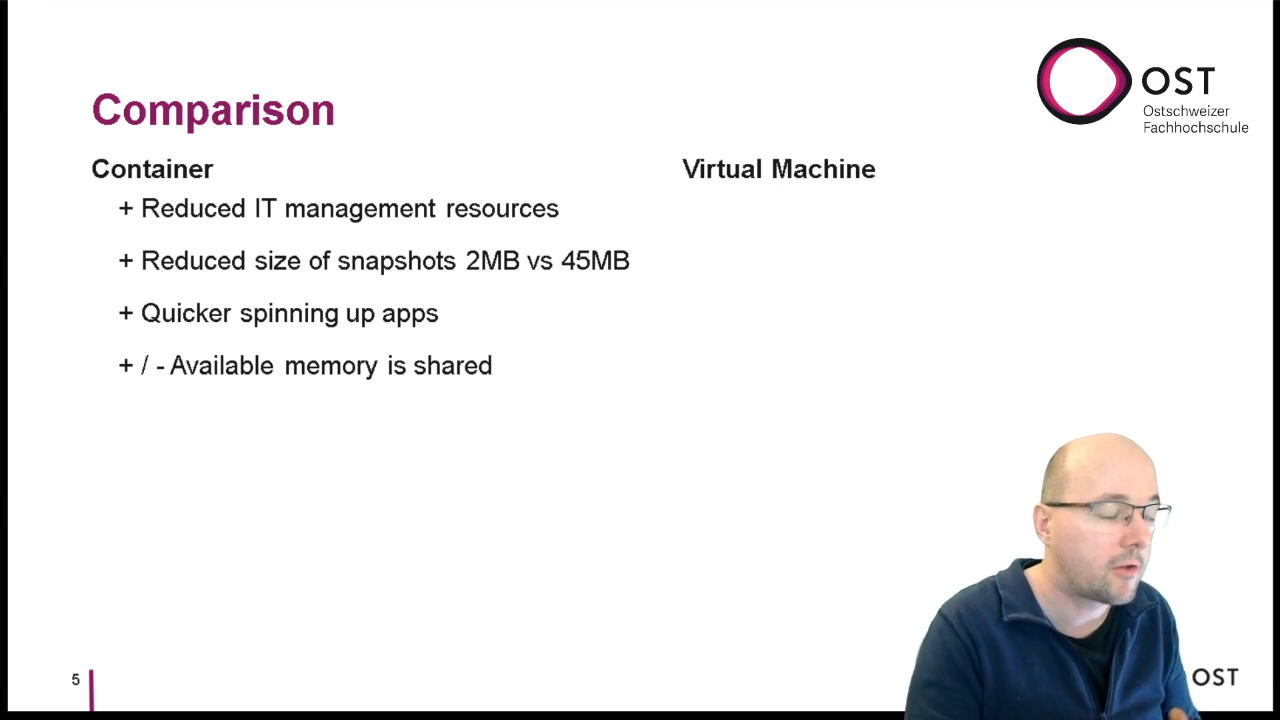 OST
Ostschweizer
Fachhochschule
Comparison
Container
+ Reduced IT management resources
+ Reduced size of snapshots 2MB vs 45MB
+ Quicker spinning up apps
+ / - Available memory is shared
Virtual Machine
5
OST